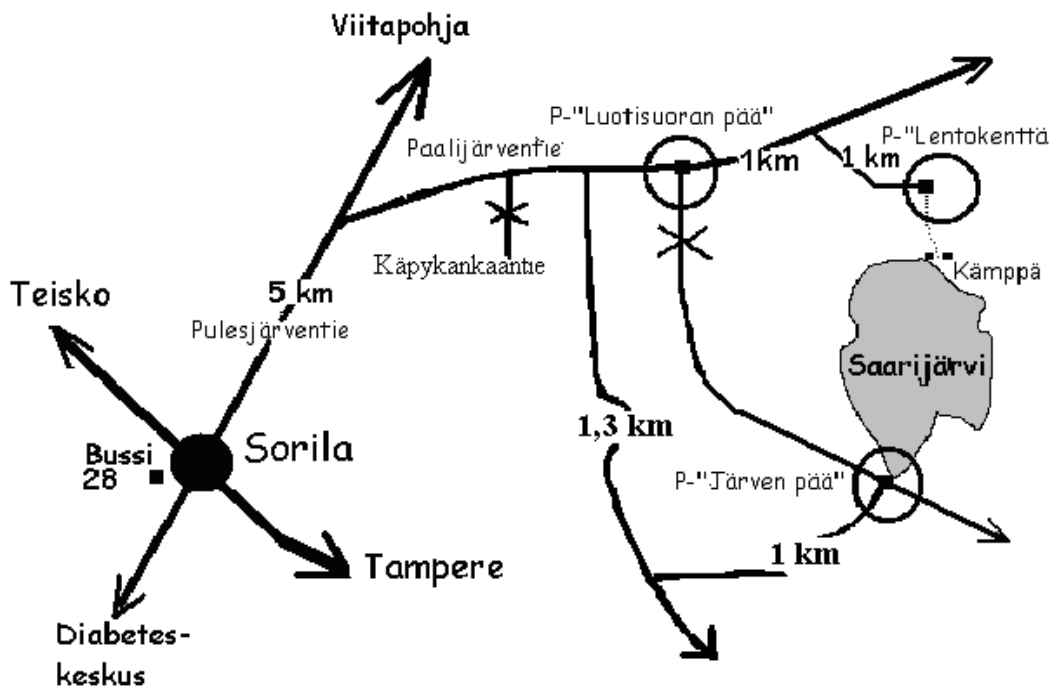 Viitapohja
P-"Luotisuoran pää"
Paalijärventie
1km
P-"Lentokenttä
1 km
Käpykankaantie
Kämppä
Teisko
5 km
Pulesjärventie
Saarijärvi
1,3 km
Bussi
28
Sorila
P-"Järven pää"
1 km
Tampere
Diabetes-
keskus